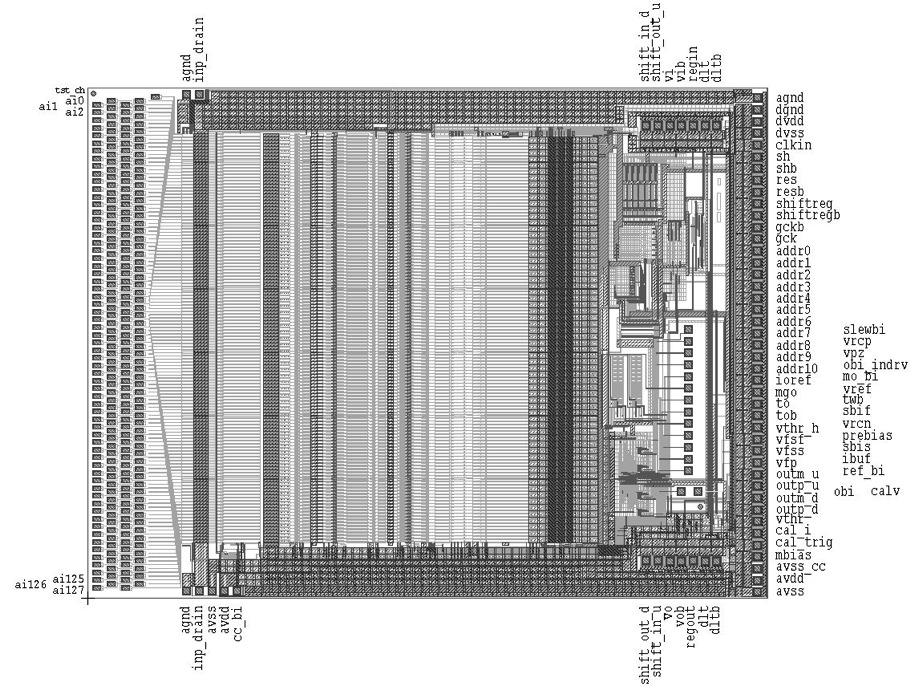 agnd
inp_drain
shift_in_d
shift_out_u
vi
vib
regin
dlt
dltb
tst_ch
ai0
ai1
ai2
agnd
dgnd
dvdd
dvss
clkin
sh
shb
res
resb
shiftreg
shiftregb
gckb
gck
addr0
addr1
addr2
addr3
addr4
addr5
addr6
addr7
addr8
addr9
addr10
ioref
mgo
to
tob
vthr_h
vfsf
vfss
vfp
outm_u
outp_u
outm_d
outp_d
vthr
cal_i
cal_trig
mbias
avss_cc
avdd
avss
slewbi
vrcp
vpz
obi_indrv
mo_bi
vref
twb
sbif
vrcn
prebias
sbis
ibuf
ref_bi
obi calv
ai125
ai126
ai127
agnd
inp_drain
avss
avdd
cc_bi
shift_out_d
shift_in_u
vo
vob
regout
dlt
dltb